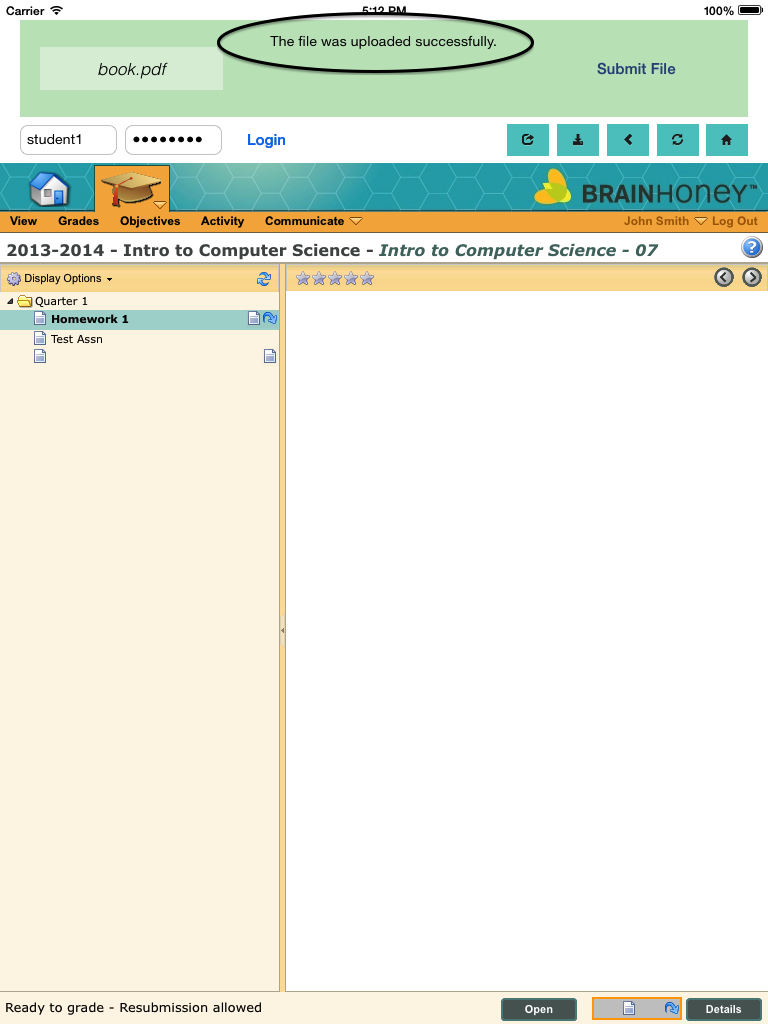 Carrier 5:12 PM 100%
The file was uploaded successfully.
book.pdf Submit File
student1 ●●●●●●●● Login
BRAINHONEY™
View Grades Objectives Activity Communicate John Smith Log Out
2013-2014 - Intro to Computer Science - Intro to Computer Science - 07
Display Options
Quarter 1
Homework 1
Test Assn
Ready to grade - Resubmission allowed Open Details